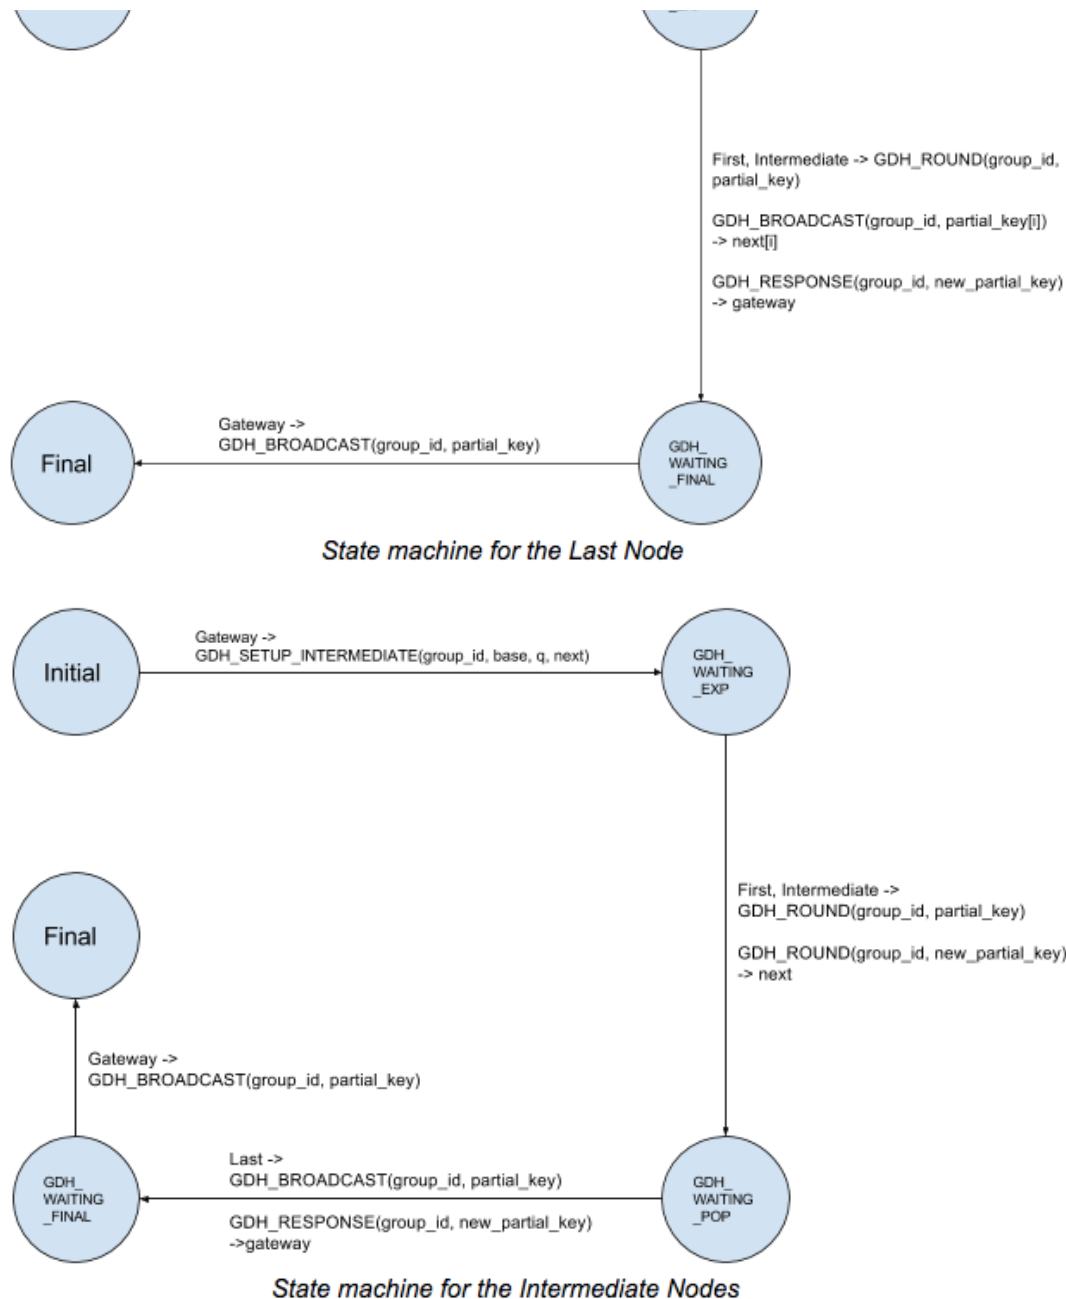 First, Intermediate -> GDH_ROUND(group_id,
partial_key)
GDH_BROADCAST(group_id, partial_key[i])
-> next[i]
GDH_RESPONSE(group_id, new_partial_key)
-> gateway
Gateway ->
GDH_BROADCAST(group_id, partial_key)
Final
GDH_
WAITING
_FINAL
State machine for the Last Node
Initial
Gateway ->
GDH_SETUP_INTERMEDIATE(group_id, base, q, next)
GDH_
WAITING
_EXP
First, Intermediate ->
GDH_ROUND(group_id, partial_key)
GDH_ROUND(group_id, new_partial_key)
-> next
Final
Gateway ->
GDH_BROADCAST(group_id, partial_key)
GDH_
WAITING
_FINAL
Last ->
GDH_BROADCAST(group_id, partial_key)
GDH_RESPONSE(group_id, new_partial_key)
->gateway
GDH_
WAITING
_POP
State machine for the Intermediate Nodes